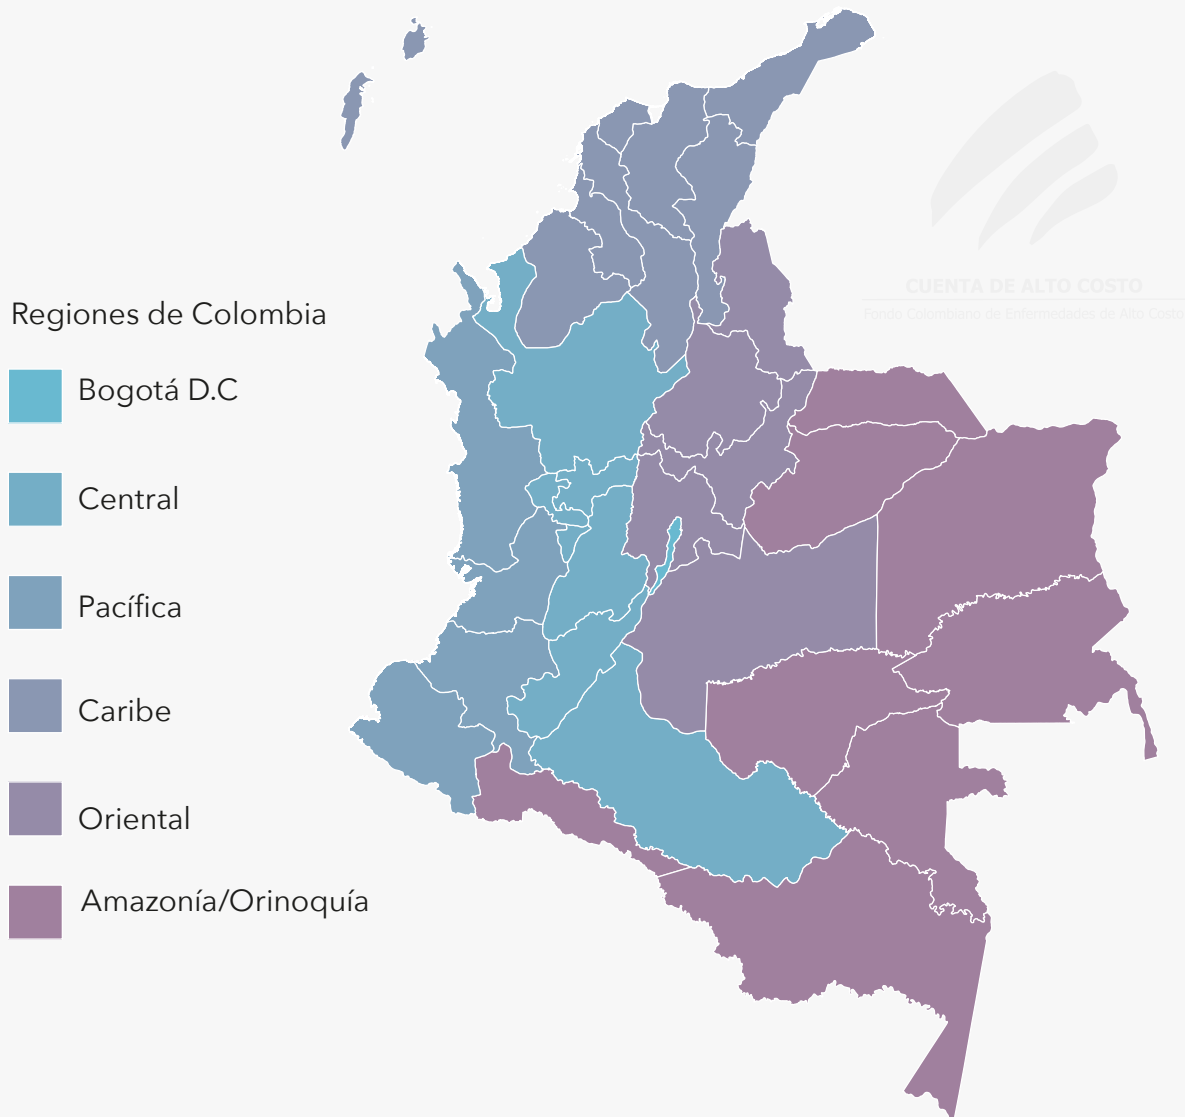 CUENTA DE ALTO COSTO
Fondo Colombiano de Enfermedades de Alto Costo
Regiones de Colombia
Bogotá D.C
Central
Pacífica
Caribe
Oriental
Amazonía/Orinoquía